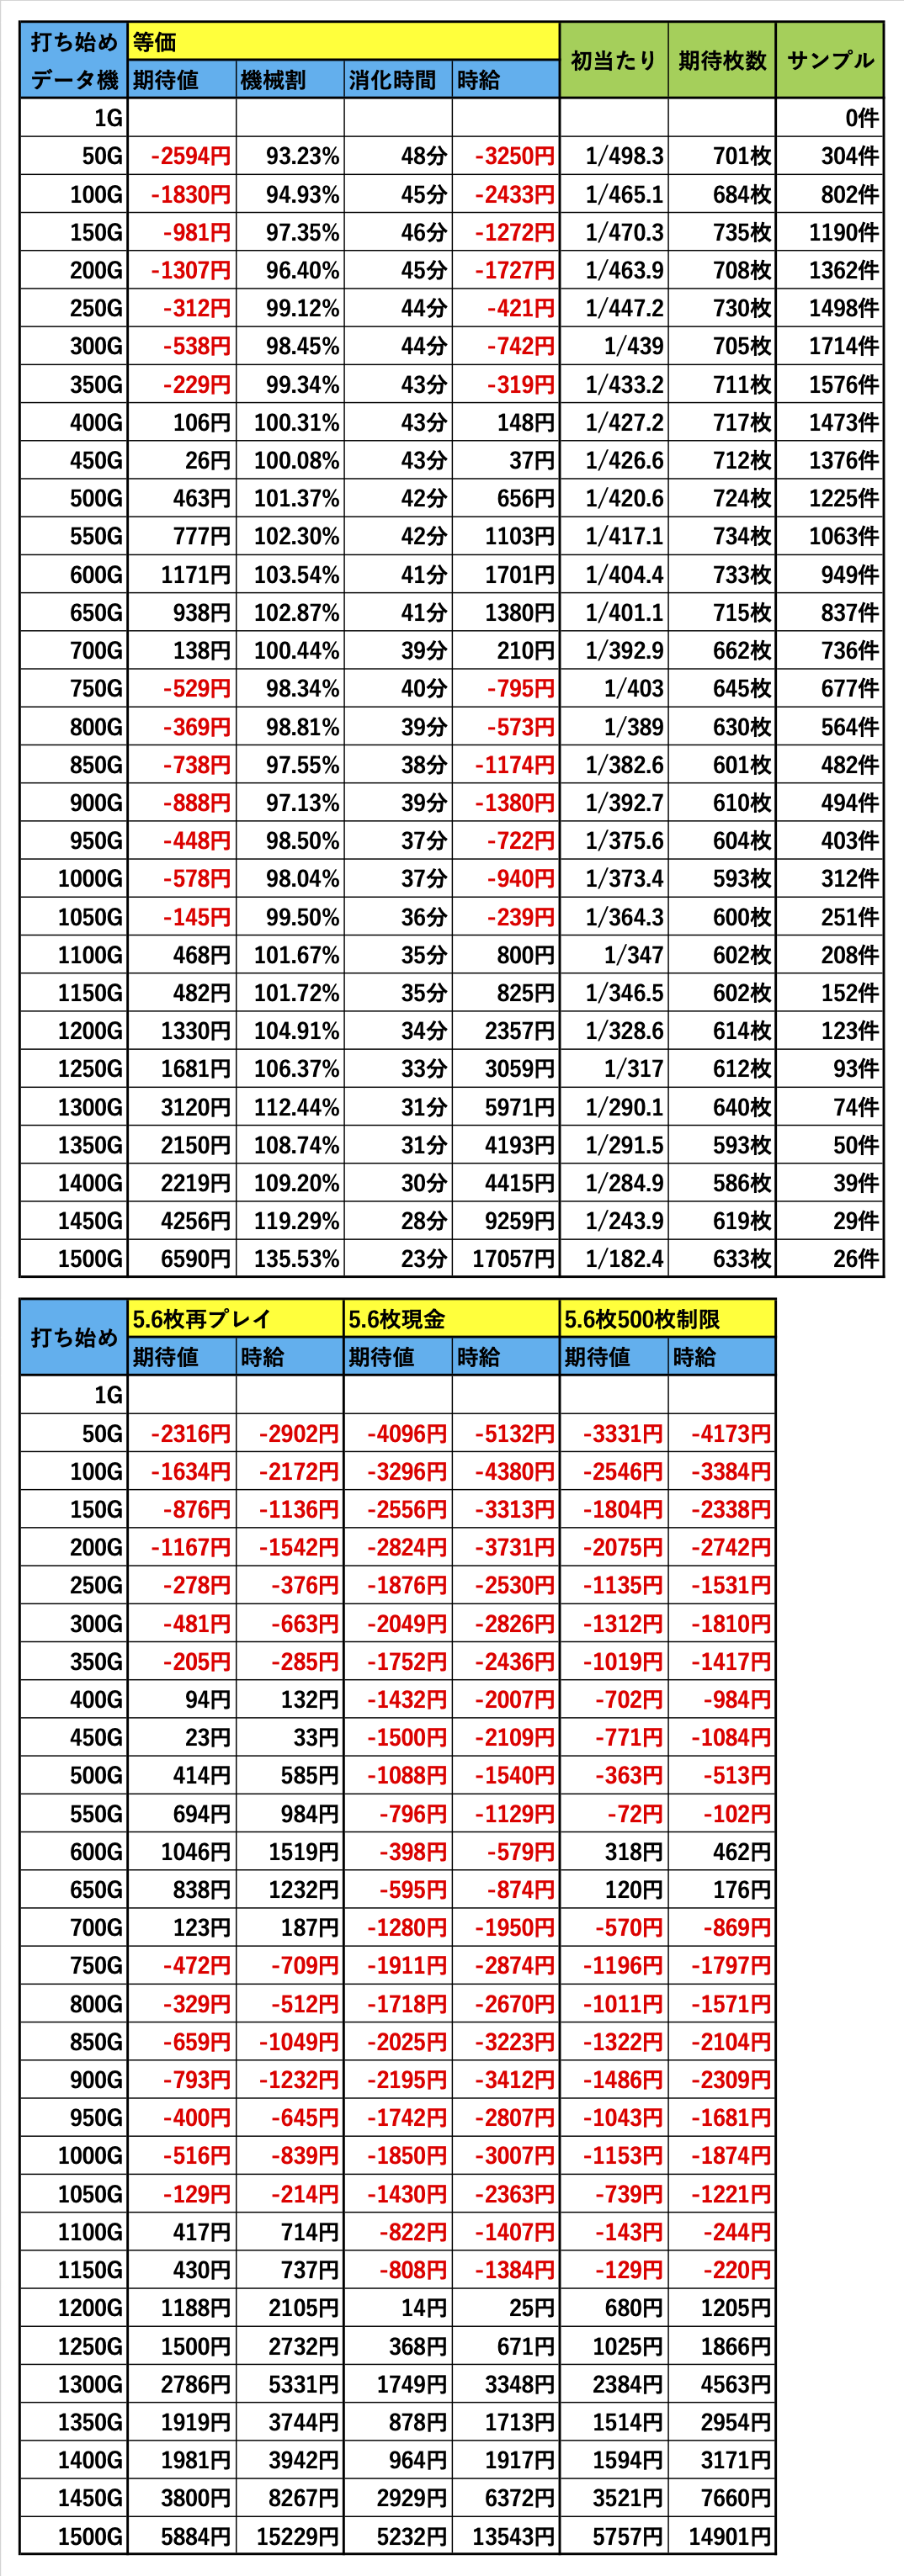 打ち始め 等価 初当たり 期待枚数 サンプル
データ機 期待値 機械割 消化時間 時給
1G 0件
50G -2594円 93.23% 48分 -3250円 1/498.3 701枚 304件
100G -1830円 94.93% 45分 -2433円 1/465.1 684枚 802件
150G -981円 97.35% 46分 -1272円 1/470.3 735枚 1190件
200G -1307円 96.40% 45分 -1727円 1/463.9 708枚 1362件
250G -312円 99.12% 44分 -421円 1/447.2 730枚 1498件
300G -538円 98.45% 44分 -742円 1/439 705枚 1714件
350G -229円 99.34% 43分 -319円 1/433.2 711枚 1576件
400G 106円 100.31% 43分 148円 1/427.2 717枚 1473件
450G 26円 100.08% 43分 37円 1/426.6 712枚 1376件
500G 463円 101.37% 42分 656円 1/420.6 724枚 1225件
550G 777円 102.30% 42分 1103円 1/417.1 734枚 1063件
600G 1171円 103.54% 41分 1701円 1/404.4 733枚 949件
650G 938円 102.87% 41分 1380円 1/401.1 715枚 837件
700G 138円 100.44% 39分 210円 1/392.9 662枚 736件
750G -529円 98.34% 40分 -795円 1/403 645枚 677件
800G -369円 98.81% 39分 -573円 1/389 630枚 564件
850G -738円 97.55% 38分 -1174円 1/382.6 601枚 482件
900G -888円 97.13% 39分 -1380円 1/392.7 610枚 494件
950G -448円 98.50% 37分 -722円 1/375.6 604枚 403件
1000G -578円 98.04% 37分 -940円 1/373.4 593枚 312件
1050G -145円 99.50% 36分 -239円 1/364.3 600枚 251件
1100G 468円 101.67% 35分 800円 1/347 602枚 208件
1150G 482円 101.72% 35分 825円 1/346.5 602枚 152件
1200G 1330円 104.91% 34分 2357円 1/328.6 614枚 123件
1250G 1681円 106.37% 33分 3059円 1/317 612枚 93件
1300G 3120円 112.44% 31分 5971円 1/290.1 640枚 74件
1350G 2150円 108.74% 31分 4193円 1/291.5 593枚 50件
1400G 2219円 109.20% 30分 4415円 1/284.9 586枚 39件
1450G 4256円 119.29% 28分 9259円 1/243.9 619枚 29件
1500G 6590円 135.53% 23分 17057円 1/182.4 633枚 26件
打ち始め 5.6枚再プレイ 5.6枚現金 5.6枚500枚制限
期待値 時給 期待値 時給 期待値 時給
1G
50G -2316円 -2902円 -4096円 -5132円 -3331円 -4173円
100G -1634円 -2172円 -3296円 -4380円 -2546円 -3384円
150G -876円 -1136円 -2556円 -3313円 -1804円 -2338円
200G -1167円 -1542円 -2824円 -3731円 -2075円 -2742円
250G -278円 -376円 -1876円 -2530円 -1135円 -1531円
300G -481円 -663円 -2049円 -2826円 -1312円 -1810円
350G -205円 -285円 -1752円 -2436円 -1019円 -1417円
400G 94円 132円 -1432円 -2007円 -702円 -984円
450G 23円 33円 -1500円 -2109円 -771円 -1084円
500G 414円 585円 -1088円 -1540円 -363円 -513円
550G 694円 984円 -796円 -1129円 -72円 -102円
600G 1046円 1519円 -398円 -579円 318円 462円
650G 838円 1232円 -595円 -874円 120円 176円
700G 123円 187円 -1280円 -1950円 -570円 -869円
750G -472円 -709円 -1911円 -2874円 -1196円 -1797円
800G -329円 -512円 -1718円 -2670円 -1011円 -1571円
850G -659円 -1049円 -2025円 -3223円 -1322円 -2104円
900G -793円 -1232円 -2195円 -3412円 -1486円 -2309円
950G -400円 -645円 -1742円 -2807円 -1043円 -1681円
1000G -516円 -839円 -1850円 -3007円 -1153円 -1874円
1050G -129円 -214円 -1430円 -2363円 -739円 -1221円
1100G 417円 714円 -822円 -1407円 -143円 -244円
1150G 430円 737円 -808円 -1384円 -129円 -220円
1200G 1188円 2105円 14円 25円 680円 1205円
1250G 1500円 2732円 368円 671円 1025円 1866円
1300G 2786円 5331円 1749円 3348円 2384円 4563円
1350G 1919円 3744円 878円 1713円 1514円 2954円
1400G 1981円 3942円 964円 1917円 1594円 3171円
1450G 3800円 8267円 2929円 6372円 3521円 7660円
1500G 5884円 15229円 5232円 13543円 5757円 14901円